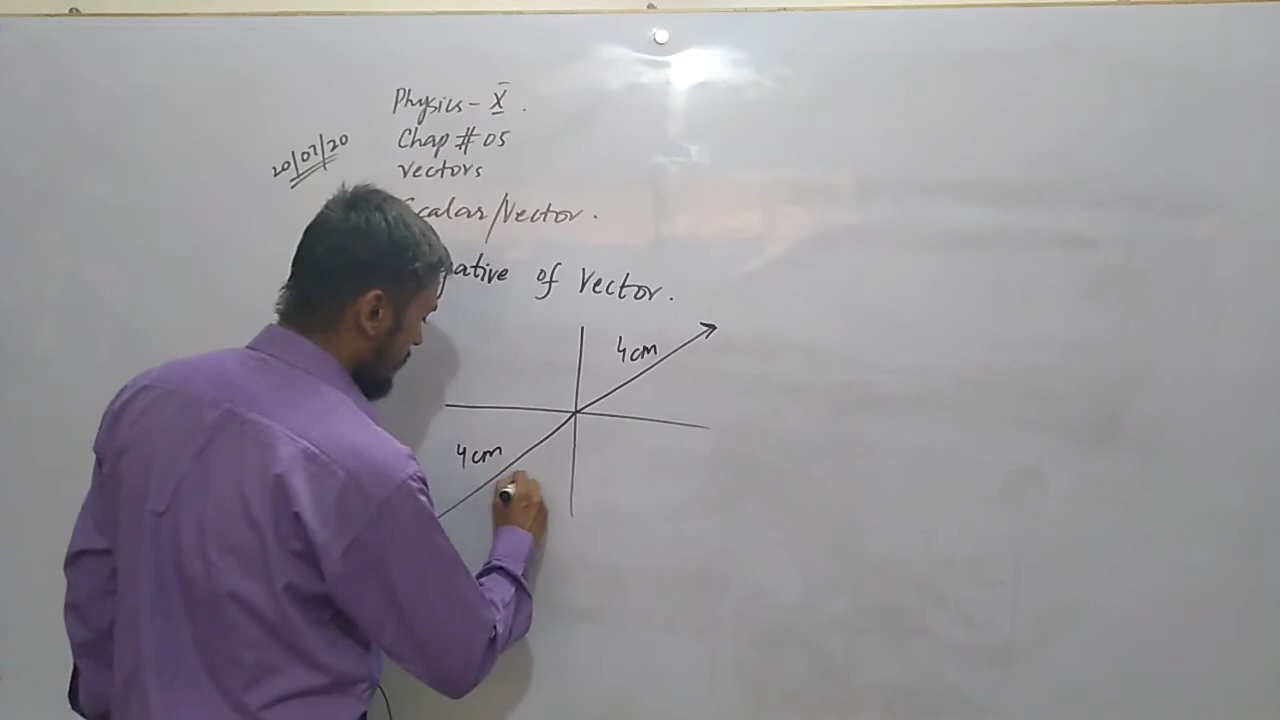 Physics - X.
Chap # 05
20/07/20
Vectors
Scalar/Vector.
gative of Vector.
4cm
4cm